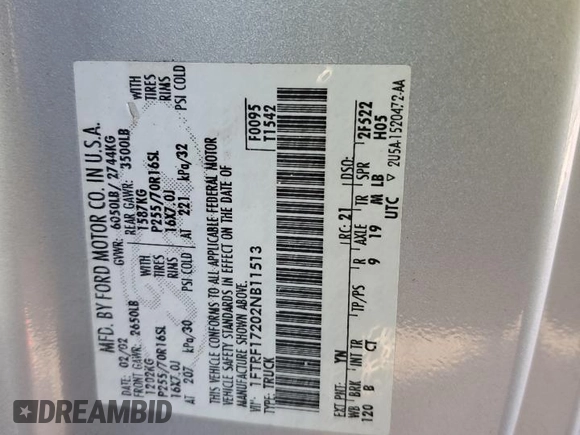 MFD. BY FORD MOTOR CO. IN U.S.A.
DATE: 02/02 GVWR: 6050LB/ 2744KG
FRONT GAWR: 2650LB REAR GAWR: 3500LB
1202KG WITH 1587KG WITH
P255/70R16SL TIRES P255/70R16SL TIRES
16X7.0J RIMS 16X7.0J RIMS
AT 207 kPa/30 PSI COLD AT 221 kPa/32 PSI COLD
THIS VEHICLE CONFORMS TO ALL APPLICABLE FEDERAL MOTOR
VEHICLE SAFETY STANDARDS IN EFFECT ON THE DATE OF
MANUFACTURE SHOWN ABOVE.
VIN: 1FTRF17202NB11513 F0095
TYPE: TRUCK T1542
EXT PNT: YN RC: 21 DSO:
WB BRK INT TR TP/PS R AXLE TR SPR 2F522
120 B CT 9 19 M LB H05
UTC ▽ 2U5A-1520472-AA
EPICVIN